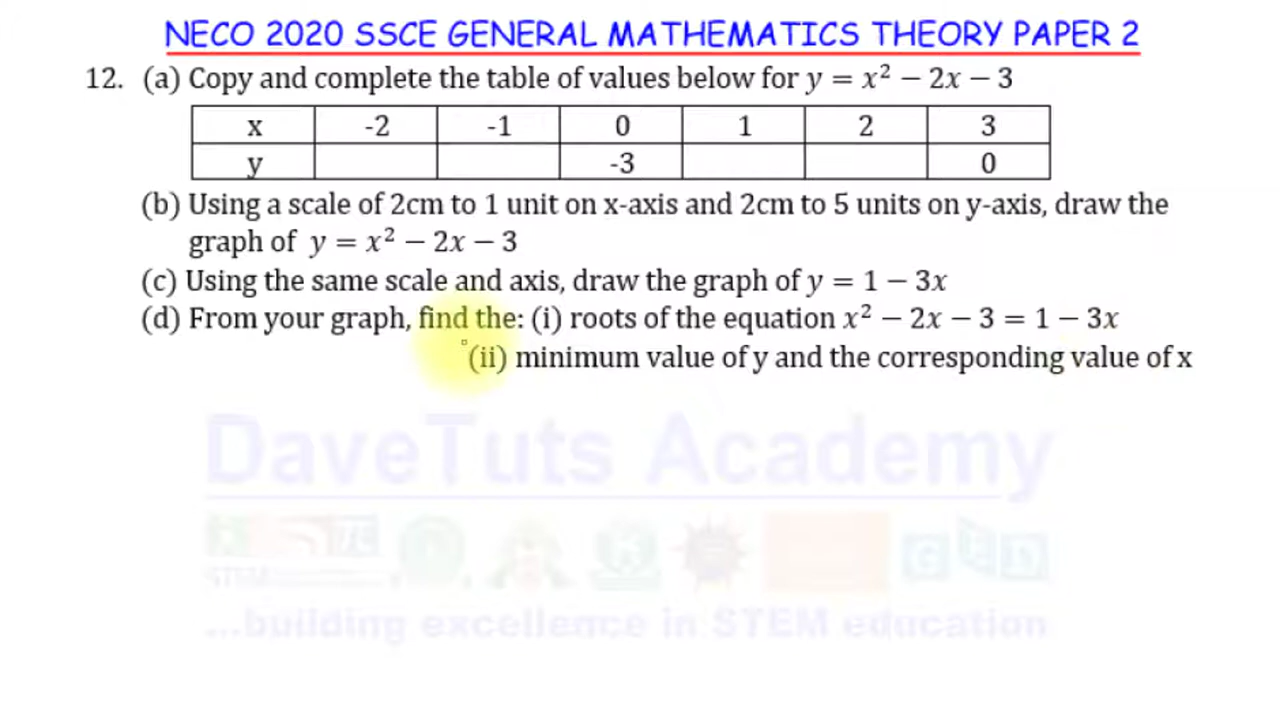 NECO 2020 SSCE GENERAL MATHEMATICS THEORY PAPER 2
12. (a) Copy and complete the table of values below for y = x² − 2x − 3
x -2 -1 0 1 2 3
y -3 0
(b) Using a scale of 2cm to 1 unit on x-axis and 2cm to 5 units on y-axis, draw the
graph of y = x² − 2x − 3
(c) Using the same scale and axis, draw the graph of y = 1 − 3x
(d) From your graph, find the: (i) roots of the equation x² − 2x − 3 = 1 − 3x
(ii) minimum value of y and the corresponding value of x
DaveTuts Academy
STEM
G E D
...building excellence in STEM education